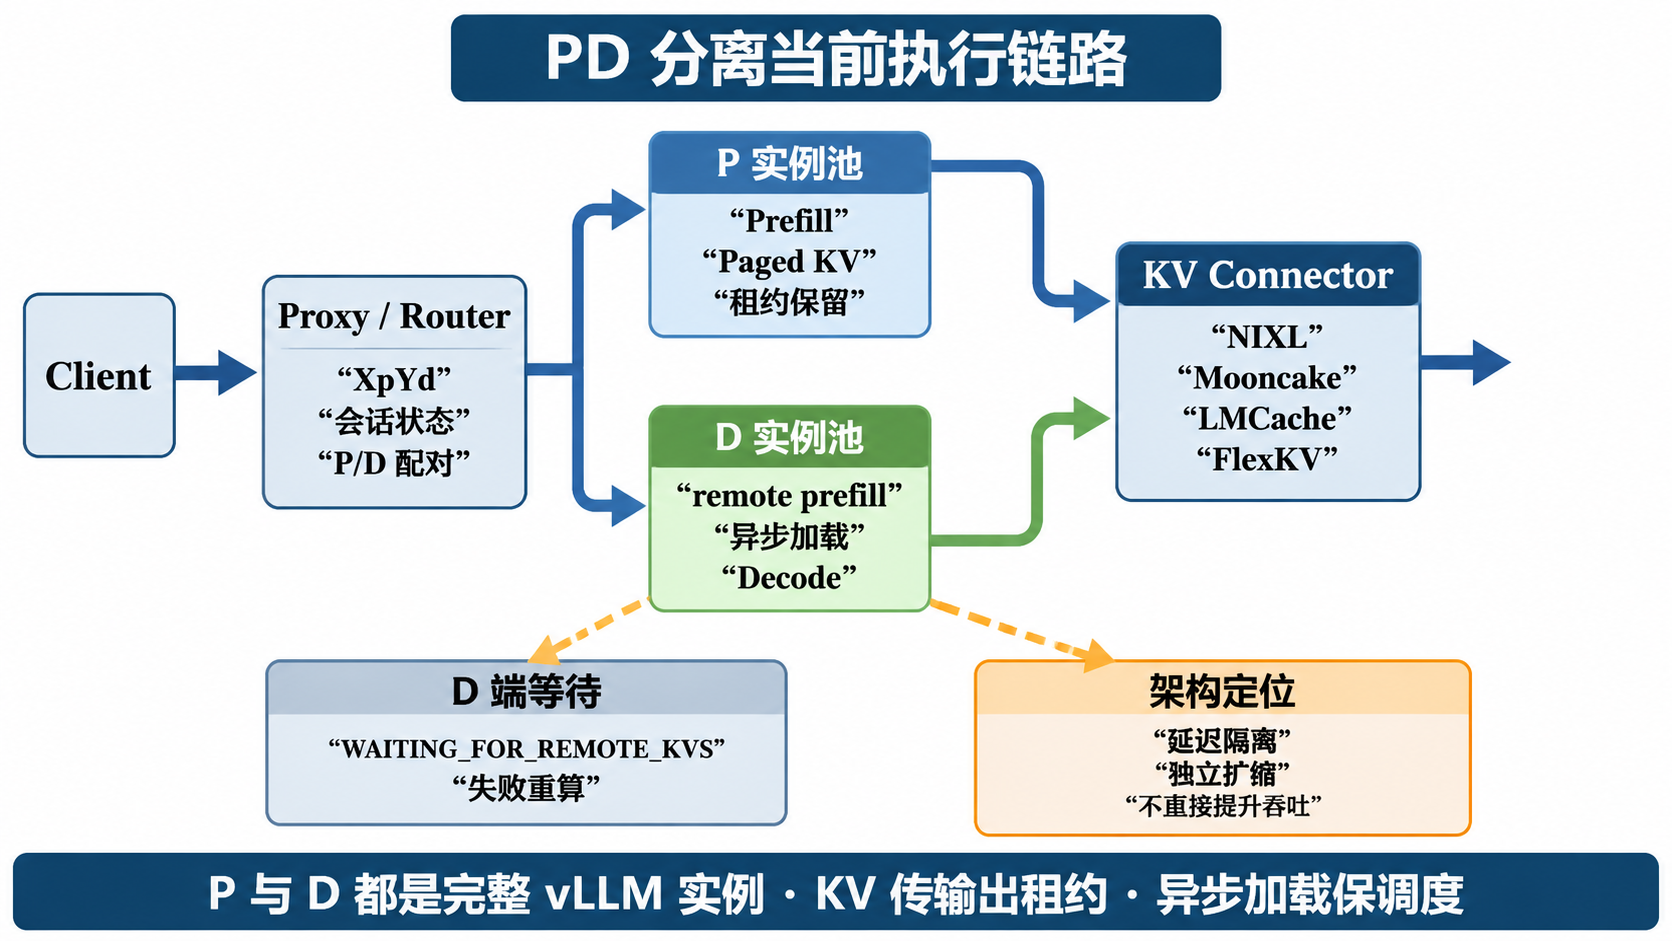 PD 分离当前执行链路
Client
Proxy / Router
“XpYd”
“会话状态”
“P/D 配对”
P 实例池
“Prefill”
“Paged KV”
“租约保留”
D 实例池
“remote prefill”
“异步加载”
“Decode”
KV Connector
“NIXL”
“Mooncake”
“LMCache”
“FlexKV”
D 端等待
“WAITING_FOR_REMOTE_KVS”
“失败重算”
架构定位
“延迟隔离”
“独立扩缩”
“不直接提升吞吐”
P 与 D 都是完整 vLLM 实例 · KV 传输出租约 · 异步加载保调度